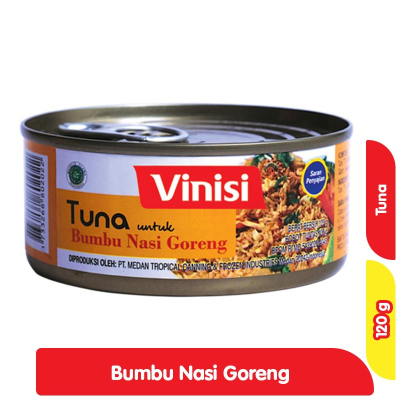 Vinisi
Tuna untuk
Bumbu Nasi Goreng
DIPRODUKSI OLEH: PT. MEDAN TROPICAL CANNING & FROZEN INDUSTRIES
Saran
Penyajian
Tuna
120 g
Bumbu Nasi Goreng